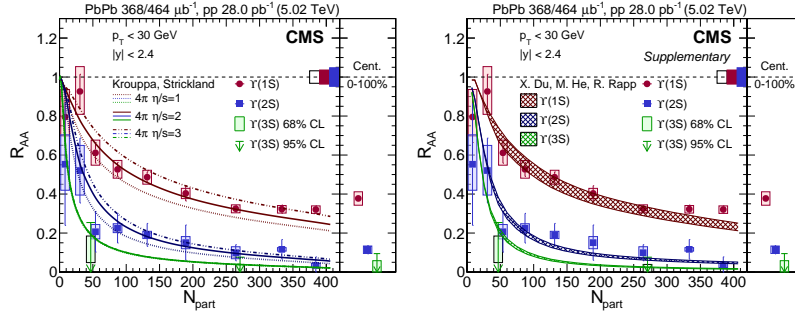 PbPb 368/464 μb⁻¹, pp 28.0 pb⁻¹ (5.02 TeV)
p_T < 30 GeV
|y| < 2.4
CMS
Cent.
0-100%
Krouppa, Strickland
4π η/s=1
4π η/s=2
4π η/s=3
ϒ(1S)
ϒ(2S)
ϒ(3S) 68% CL
ϒ(3S) 95% CL
R_AA
1.2
1
0.8
0.6
0.4
0.2
0
0 50 100 150 200 250 300 350 400
N_part
PbPb 368/464 μb⁻¹, pp 28.0 pb⁻¹ (5.02 TeV)
p_T < 30 GeV
|y| < 2.4
CMS
Supplementary
Cent.
0-100%
X. Du, M. He, R. Rapp
ϒ(1S)
ϒ(2S)
ϒ(3S)
ϒ(1S)
ϒ(2S)
ϒ(3S) 68% CL
ϒ(3S) 95% CL
R_AA
1.2
1
0.8
0.6
0.4
0.2
0
0 50 100 150 200 250 300 350 400
N_part